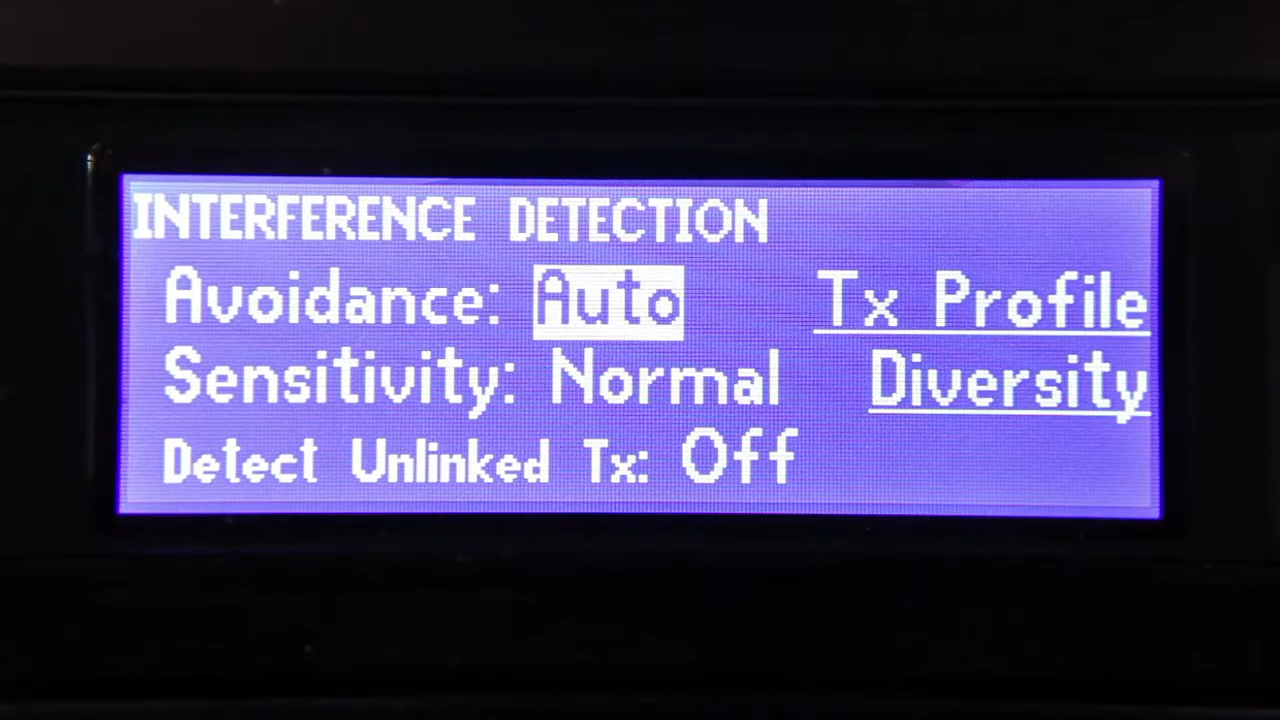 INTERFERENCE DETECTION
Avoidance: Auto Tx Profile
Sensitivity: Normal Diversity
Detect Unlinked Tx: Off